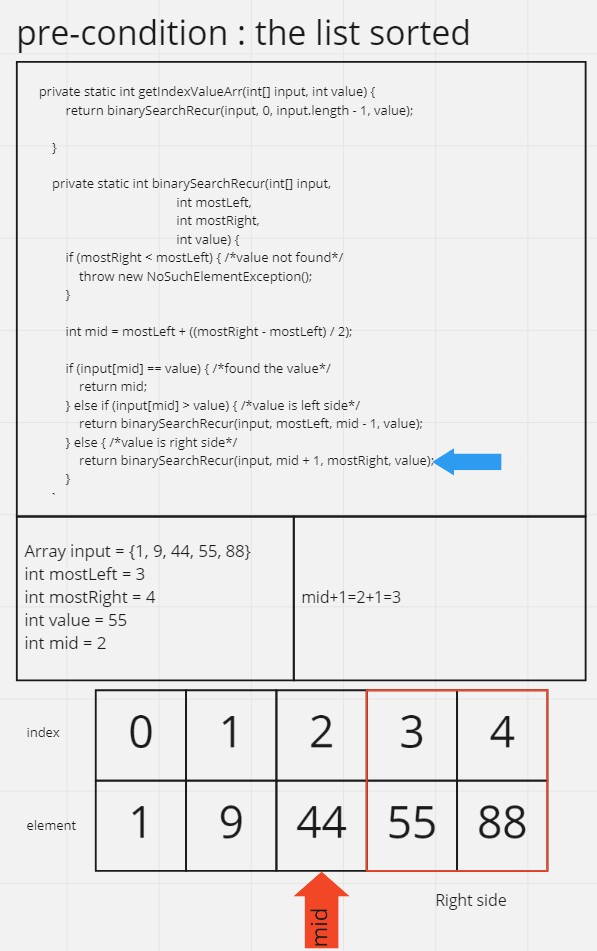 pre-condition : the list sorted
private static int getIndexValueArr(int[] input, int value) {
return binarySearchRecur(input, 0, input.length - 1, value);
}
private static int binarySearchRecur(int[] input,
int mostLeft,
int mostRight,
int value) {
if (mostRight < mostLeft) { /*value not found*/
throw new NoSuchElementException();
}
int mid = mostLeft + ((mostRight - mostLeft) / 2);
if (input[mid] == value) { /*found the value*/
return mid;
} else if (input[mid] > value) { /*value is left side*/
return binarySearchRecur(input, mostLeft, mid - 1, value);
} else { /*value is right side*/
return binarySearchRecur(input, mid + 1, mostRight, value);
}
Array input = {1, 9, 44, 55, 88}
int mostLeft = 3
int mostRight = 4
int value = 55
int mid = 2
mid+1=2+1=3
index 0 1 2 3 4
element 1 9 44 55 88
mid
Right side